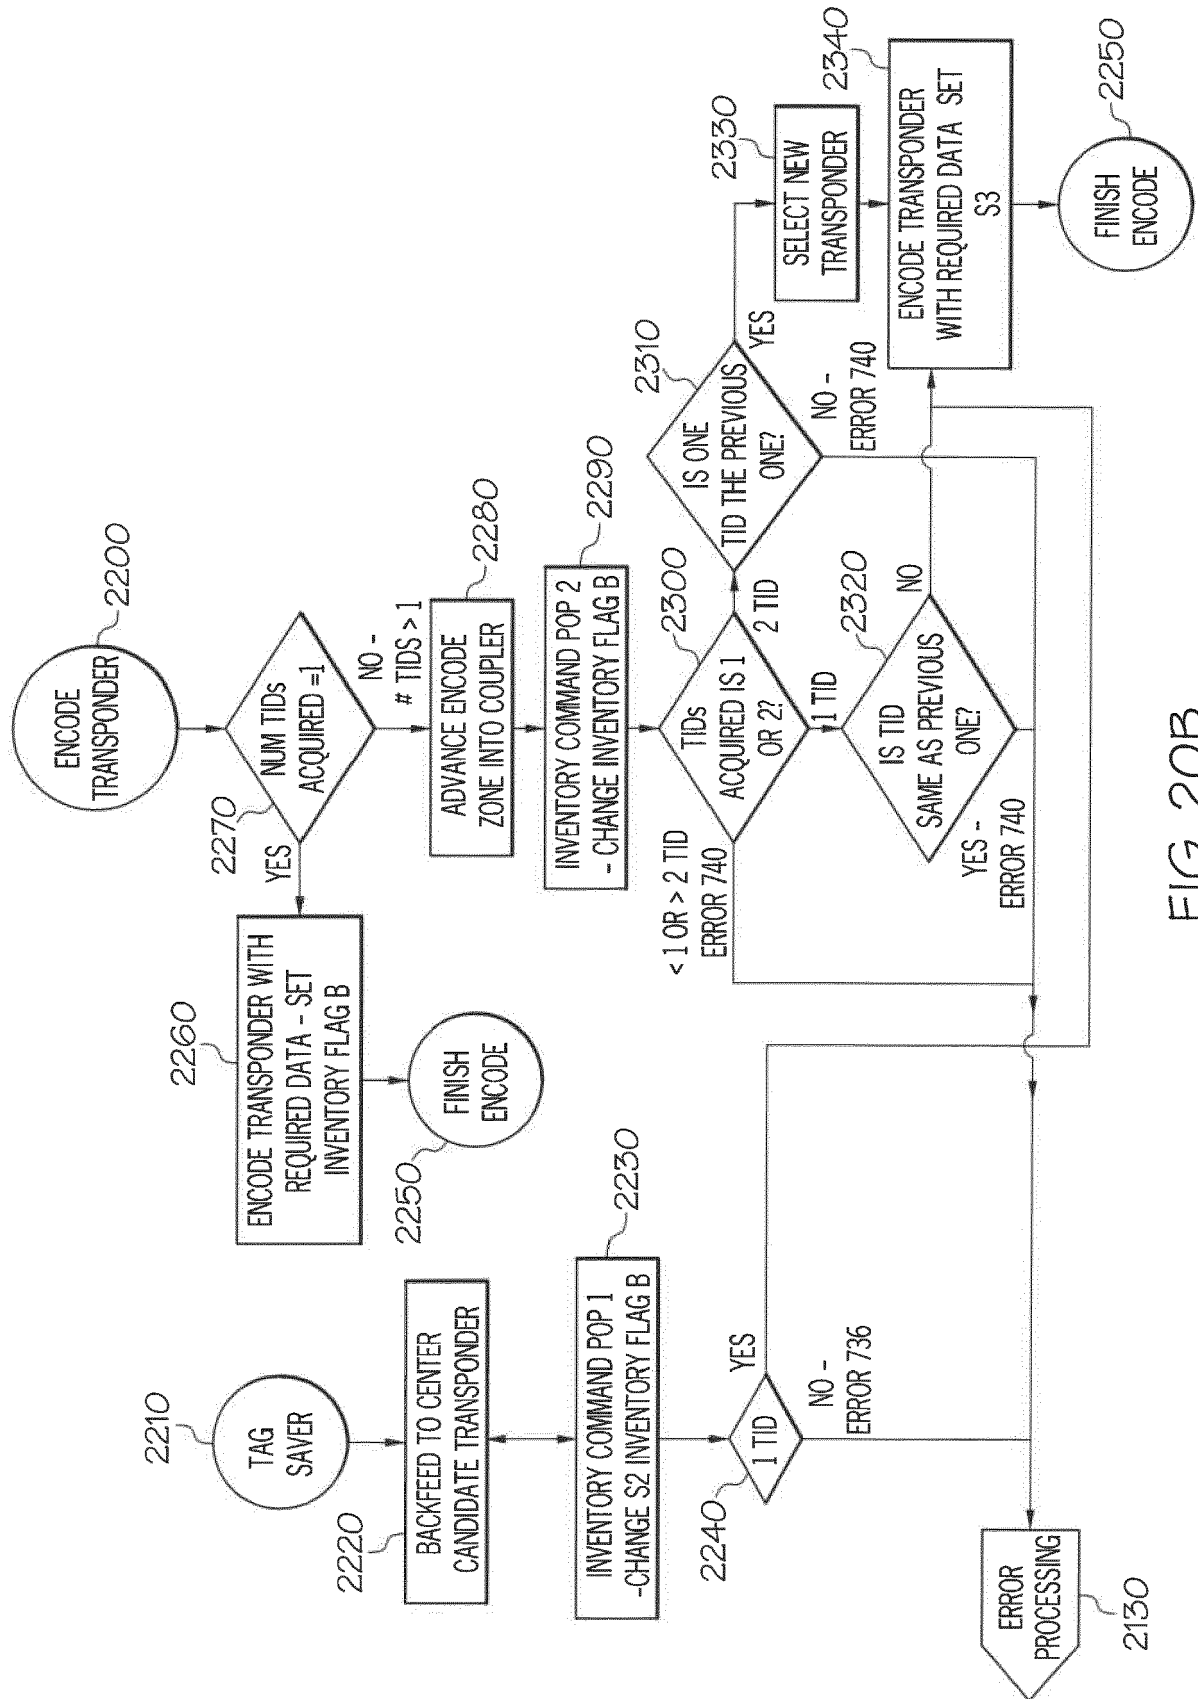 2200
ENCODE
TRANSPONDER
2270
NUM TIDs
ACQUIRED =1
YES
NO -
# TIDS > 1
2260
ENCODE TRANSPONDER WITH
REQUIRED DATA - SET
INVENTORY FLAG B
2250
FINISH
ENCODE
2280
ADVANCE ENCODE
ZONE INTO COUPLER
2290
INVENTORY COMMAND POP 2
- CHANGE INVENTORY FLAG B
2300
TIDs
ACQUIRED IS 1
OR 2?
< 1 OR > 2 TID
ERROR 740
2 TID
1 TID
2310
IS ONE
TID THE PREVIOUS
ONE?
YES
NO -
ERROR 740
2320
IS TID
SAME AS PREVIOUS
ONE?
NO
YES -
ERROR 740
2330
SELECT NEW
TRANSPONDER
2340
ENCODE TRANSPONDER
WITH REQUIRED DATA SET
S3
2250
FINISH
ENCODE
2210
TAG
SAVER
2220
BACKFEED TO CENTER
CANDIDATE TRANSPONDER
2230
INVENTORY COMMAND POP 1
-CHANGE S2 INVENTORY FLAG B
2240
1 TID
YES
NO -
ERROR 736
ERROR
PROCESSING
2130
FIG. 20B